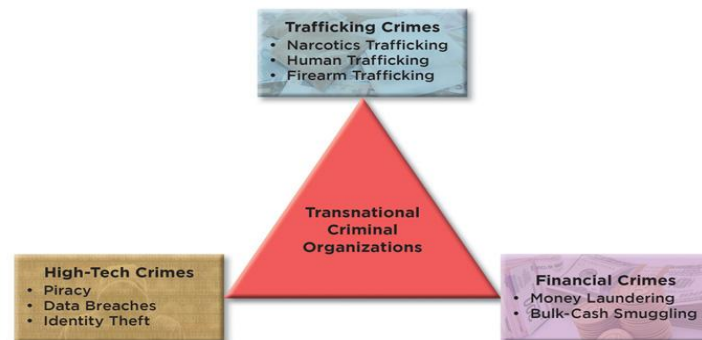 Trafficking Crimes
• Narcotics Trafficking
• Human Trafficking
• Firearm Trafficking
Transnational
Criminal
Organizations
High-Tech Crimes
• Piracy
• Data Breaches
• Identity Theft
Financial Crimes
• Money Laundering
• Bulk-Cash Smuggling